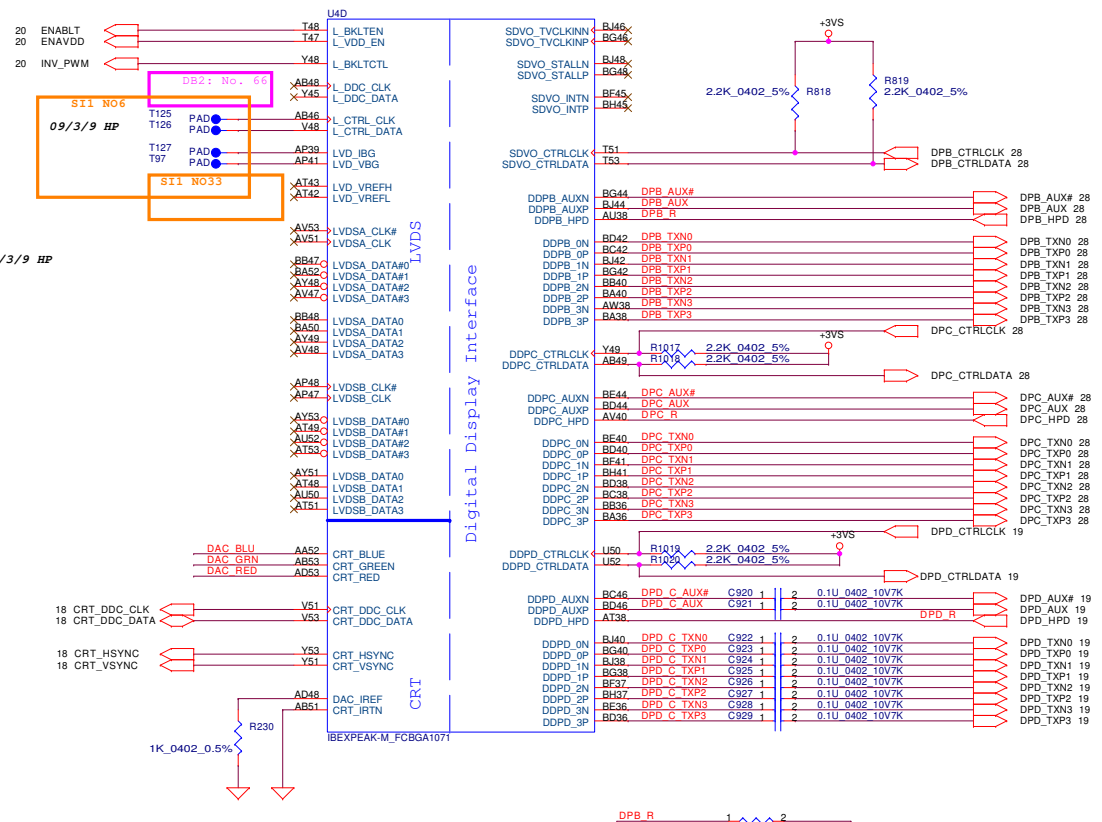 U4D
20 ENABLT T48 L_BKLTEN
20 ENAVDD T47 L_VDD_EN
20 INV_PWM Y48 L_BKLTCTL
DB2: No. 66
AB48 L_DDC_CLK
Y45 L_DDC_DATA
SI1 NO6
09/3/9 HP
T125 PAD AB46 L_CTRL_CLK
T126 PAD V48 L_CTRL_DATA
T127 PAD AP39 LVD_IBG
T97 PAD AP41 LVD_VBG
SI1 NO33
AT43 LVD_VREFH
AT42 LVD_VREFL
AV53 LVDSA_CLK#
AV51 LVDSA_CLK
/3/9 HP
BB47 LVDSA_DATA#0
BA52 LVDSA_DATA#1
AY48 LVDSA_DATA#2
AV47 LVDSA_DATA#3
BB48 LVDSA_DATA0
BA50 LVDSA_DATA1
AY49 LVDSA_DATA2
AV48 LVDSA_DATA3
AP48 LVDSB_CLK#
AP47 LVDSB_CLK
AY53 LVDSB_DATA#0
AT49 LVDSB_DATA#1
AU52 LVDSB_DATA#2
AT53 LVDSB_DATA#3
AY51 LVDSB_DATA0
AT48 LVDSB_DATA1
AU50 LVDSB_DATA2
AT51 LVDSB_DATA3
LVDS
Digital Display Interface
DAC_BLU AA52 CRT_BLUE
DAC_GRN AB53 CRT_GREEN
DAC_RED AD53 CRT_RED
18 CRT_DDC_CLK V51 CRT_DDC_CLK
18 CRT_DDC_DATA V53 CRT_DDC_DATA
18 CRT_HSYNC Y53 CRT_HSYNC
18 CRT_VSYNC Y51 CRT_VSYNC
AD48 DAC_IREF
AB51 CRT_IRTN
CRT
R230
1K_0402_0.5%
IBEXPEAK-M_FCBGA1071
SDVO_TVCLKINN BJ46
SDVO_TVCLKINP BG46
SDVO_STALLN BJ48
SDVO_STALLP BG48
SDVO_INTN BF45
SDVO_INTP BH45
+3VS
2.2K_0402_5% R818
R819
2.2K_0402_5%
SDVO_CTRLCLK T51 DPB_CTRLCLK 28
SDVO_CTRLDATA T53 DPB_CTRLDATA 28
DDPB_AUXN BG44 DPB_AUX# DPB_AUX# 28
DDPB_AUXP BJ44 DPB_AUX DPB_AUX 28
DDPB_HPD AU38 DPB_R DPB_HPD 28
DDPB_0N BD42 DPB_TXN0 DPB_TXN0 28
DDPB_0P BC42 DPB_TXP0 DPB_TXP0 28
DDPB_1N BJ42 DPB_TXN1 DPB_TXN1 28
DDPB_1P BG42 DPB_TXP1 DPB_TXP1 28
DDPB_2N BB40 DPB_TXN2 DPB_TXN2 28
DDPB_2P BA40 DPB_TXP2 DPB_TXP2 28
DDPB_3N AW38 DPB_TXN3 DPB_TXN3 28
DDPB_3P BA38 DPB_TXP3 DPB_TXP3 28
DPC_CTRLCLK 28
+3VS
DDPC_CTRLCLK Y49 R1017 2.2K_0402_5%
DDPC_CTRLDATA AB49 R1018 2.2K_0402_5%
DPC_CTRLDATA 28
DDPC_AUXN BE44 DPC_AUX# DPC_AUX# 28
DDPC_AUXP BD44 DPC_AUX DPC_AUX 28
DDPC_HPD AV40 DPC_R DPC_HPD 28
DDPC_0N BE40 DPC_TXN0 DPC_TXN0 28
DDPC_0P BD40 DPC_TXP0 DPC_TXP0 28
DDPC_1N BF41 DPC_TXN1 DPC_TXN1 28
DDPC_1P BH41 DPC_TXP1 DPC_TXP1 28
DDPC_2N BD38 DPC_TXN2 DPC_TXN2 28
DDPC_2P BC38 DPC_TXP2 DPC_TXP2 28
DDPC_3N BB36 DPC_TXN3 DPC_TXN3 28
DDPC_3P BA36 DPC_TXP3 DPC_TXP3 28
DPD_CTRLCLK 19
+3VS
DDPD_CTRLCLK U50 R1019 2.2K_0402_5%
DDPD_CTRLDATA U52 R1020 2.2K_0402_5%
DPD_CTRLDATA 19
DDPD_AUXN BC46 DPD_C_AUX# C920 1 2 0.1U_0402_10V7K DPD_AUX# 19
DDPD_AUXP BD46 DPD_C_AUX C921 1 2 0.1U_0402_10V7K DPD_AUX 19
DDPD_HPD AT38 DPD_R DPD_HPD 19
DDPD_0N BJ40 DPD_C_TXN0 C922 1 2 0.1U_0402_10V7K DPD_TXN0 19
DDPD_0P BG40 DPD_C_TXP0 C923 1 2 0.1U_0402_10V7K DPD_TXP0 19
DDPD_1N BJ38 DPD_C_TXN1 C924 1 2 0.1U_0402_10V7K DPD_TXN1 19
DDPD_1P BG38 DPD_C_TXP1 C925 1 2 0.1U_0402_10V7K DPD_TXP1 19
DDPD_2N BF37 DPD_C_TXN2 C926 1 2 0.1U_0402_10V7K DPD_TXN2 19
DDPD_2P BH37 DPD_C_TXP2 C927 1 2 0.1U_0402_10V7K DPD_TXP2 19
DDPD_3N BE36 DPD_C_TXN3 C928 1 2 0.1U_0402_10V7K DPD_TXN3 19
DDPD_3P BD36 DPD_C_TXP3 C929 1 2 0.1U_0402_10V7K DPD_TXP3 19
DPB_R 1 2